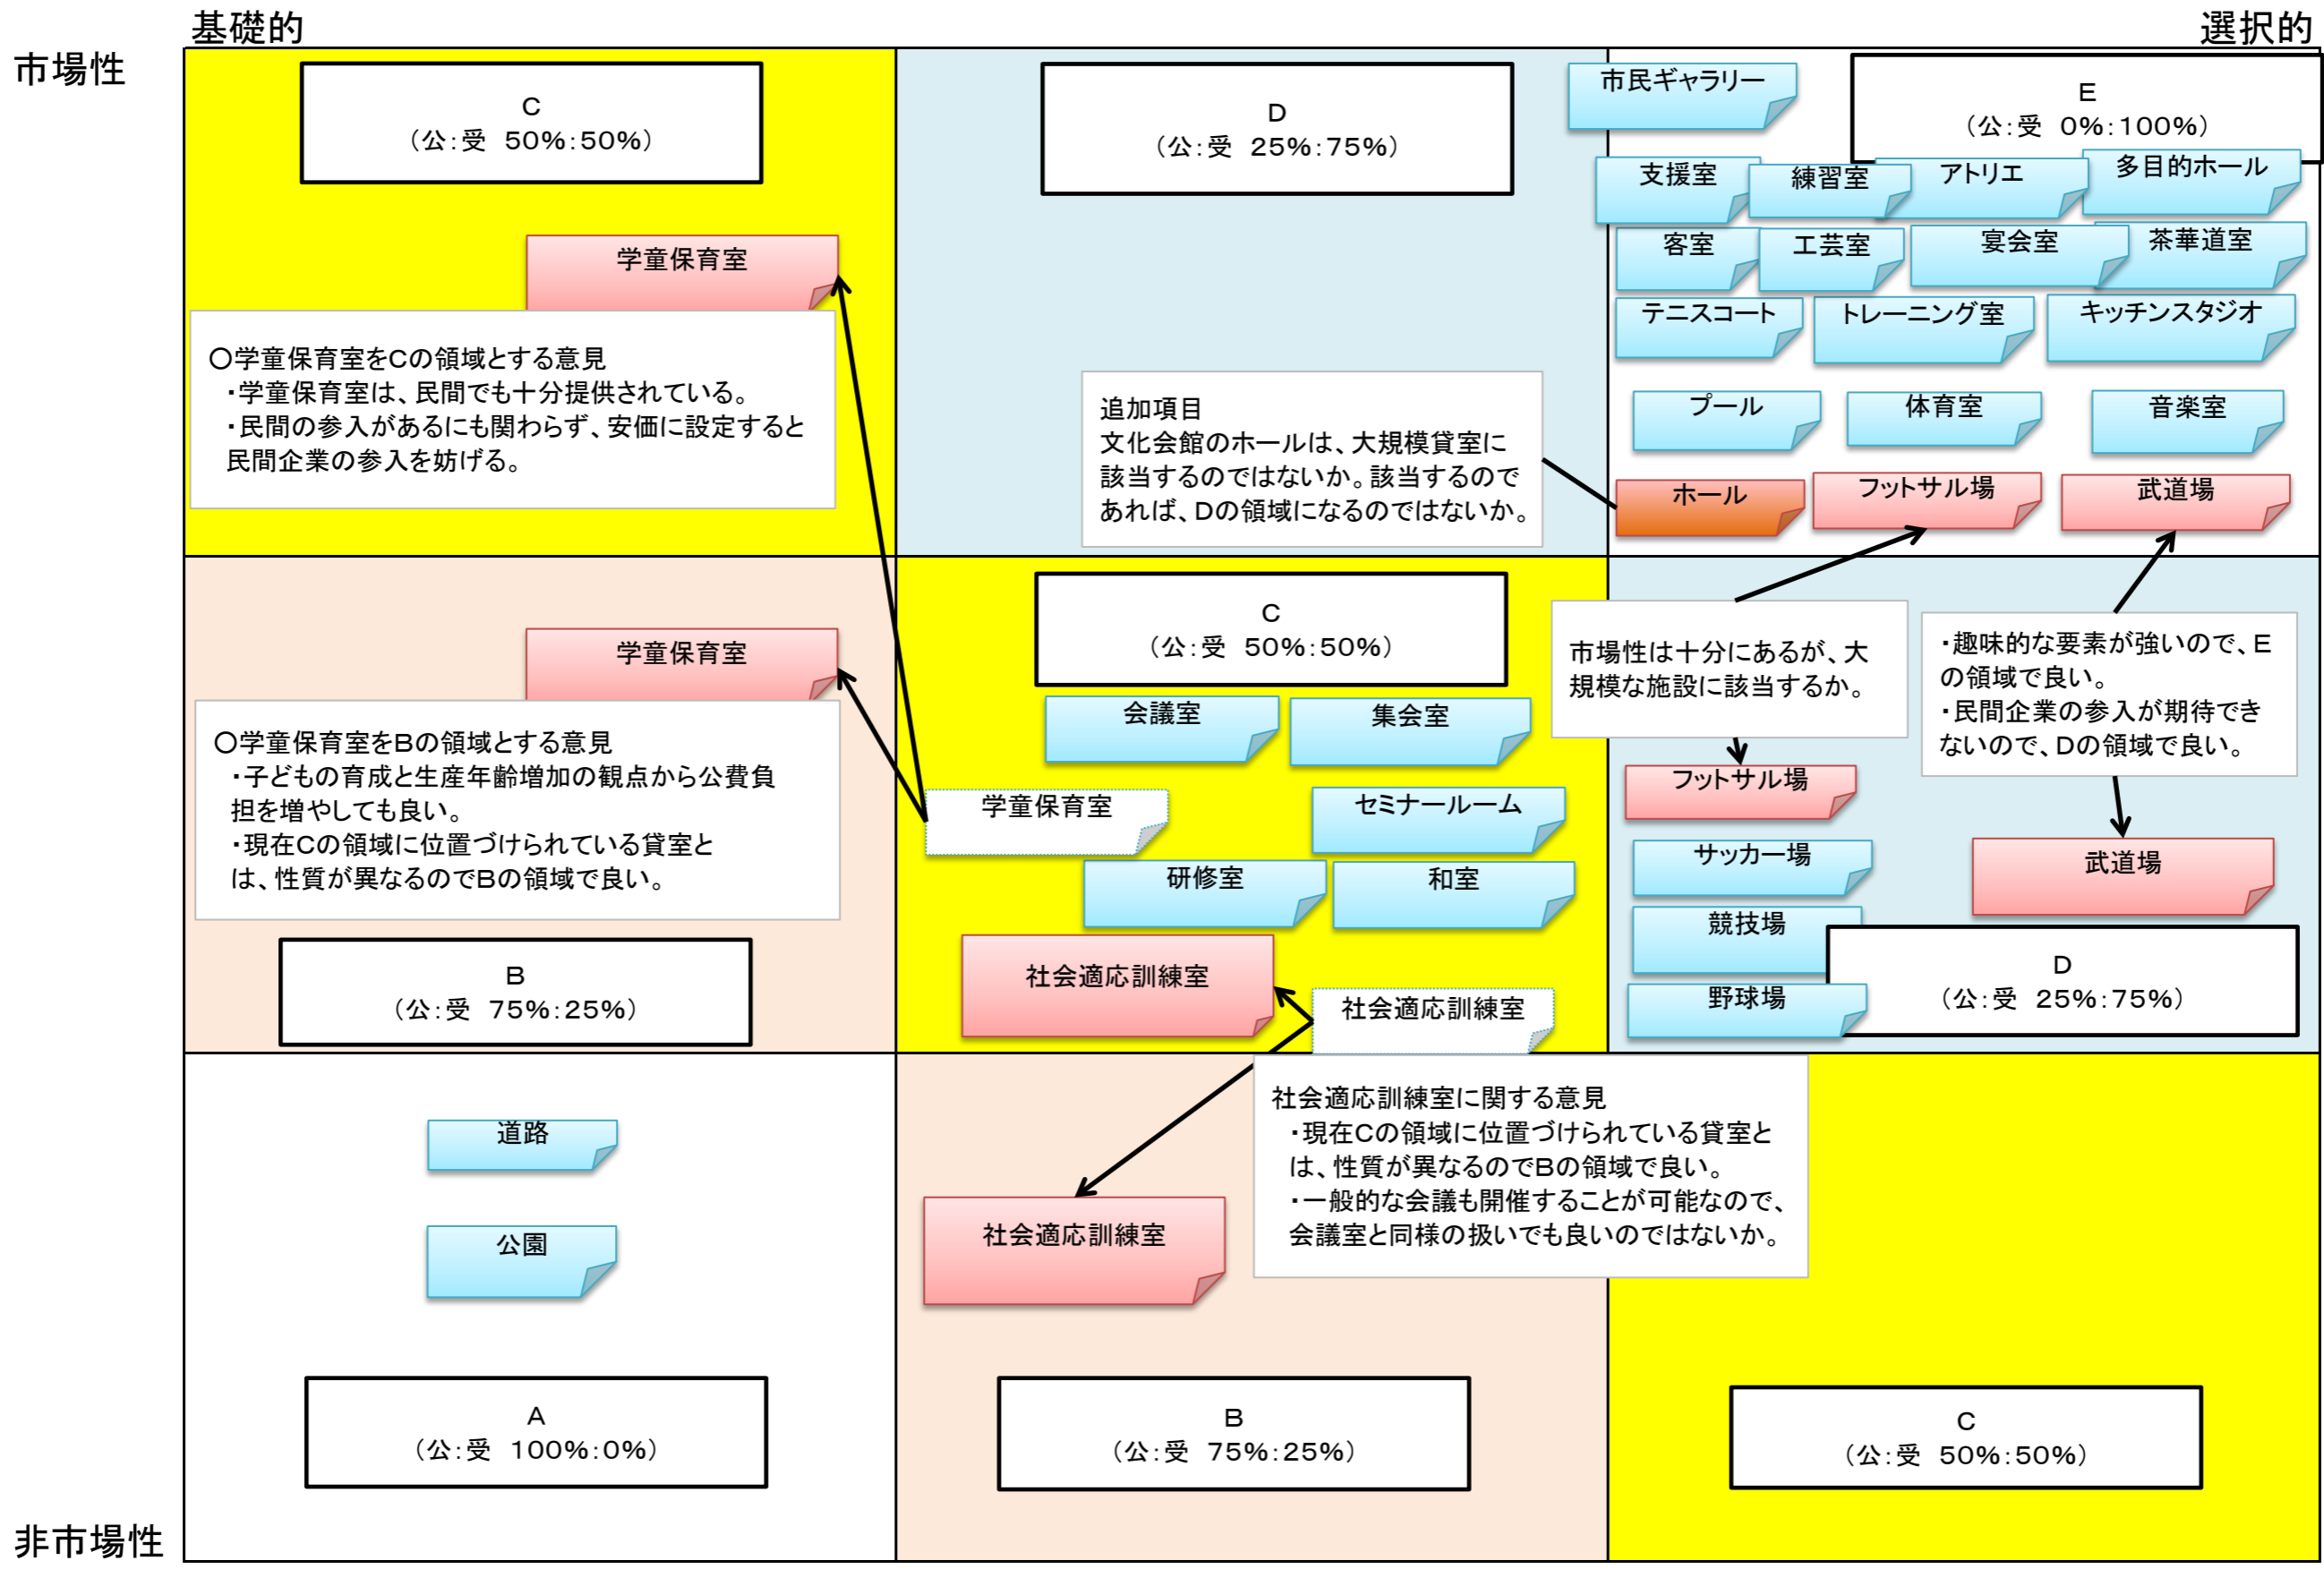 基礎的
選択的
市場性
C
（公：受　50%：50%）
D
（公：受　25%：75%）
市民ギャラリー
E
（公：受　0%：100%）
支援室
練習室
アトリエ
多目的ホール
客室
工芸室
宴会室
茶華道室
テニスコート
トレーニング室
キッチンスタジオ
プール
体育室
音楽室
ホール
フットサル場
武道場
学童保育室
○学童保育室をCの領域とする意見
・学童保育室は、民間でも十分提供されている。
・民間の参入があるにも関わらず、安価に設定すると
民間企業の参入を妨げる。
追加項目
文化会館のホールは、大規模貸室に
該当するのではないか。該当するので
あれば、Dの領域になるのではないか。
学童保育室
○学童保育室をBの領域とする意見
・子どもの育成と生産年齢増加の観点から公費負
担を増やしても良い。
・現在Cの領域に位置づけられている貸室と
は、性質が異なるのでBの領域で良い。
B
（公：受　75%：25%）
C
（公：受　50%：50%）
会議室
集会室
学童保育室
セミナールーム
研修室
和室
社会適応訓練室
社会適応訓練室
市場性は十分にあるが、大
規模な施設に該当するか。
・趣味的な要素が強いので、E
の領域で良い。
・民間企業の参入が期待でき
ないので、Dの領域で良い。
フットサル場
サッカー場
武道場
競技場
野球場
D
（公：受　25%：75%）
道路
公園
A
（公：受　100%：0%）
社会適応訓練室に関する意見
・現在Cの領域に位置づけられている貸室と
は、性質が異なるのでBの領域で良い。
・一般的な会議も開催することが可能なので、
会議室と同様の扱いでも良いのではないか。
社会適応訓練室
B
（公：受　75%：25%）
C
（公：受　50%：50%）
非市場性